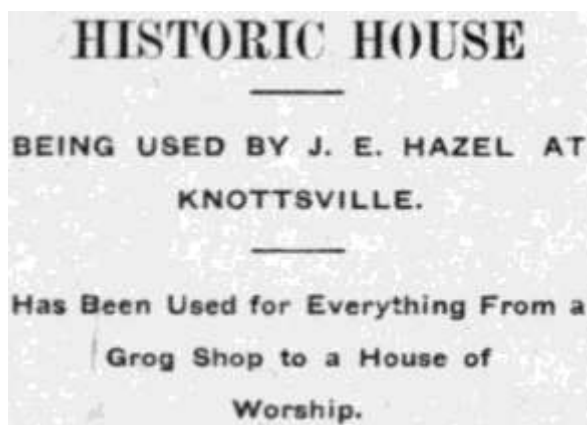 HISTORIC HOUSE
BEING USED BY J. E. HAZEL AT
KNOTTSVILLE.
Has Been Used for Everything From a
Grog Shop to a House of
Worship.